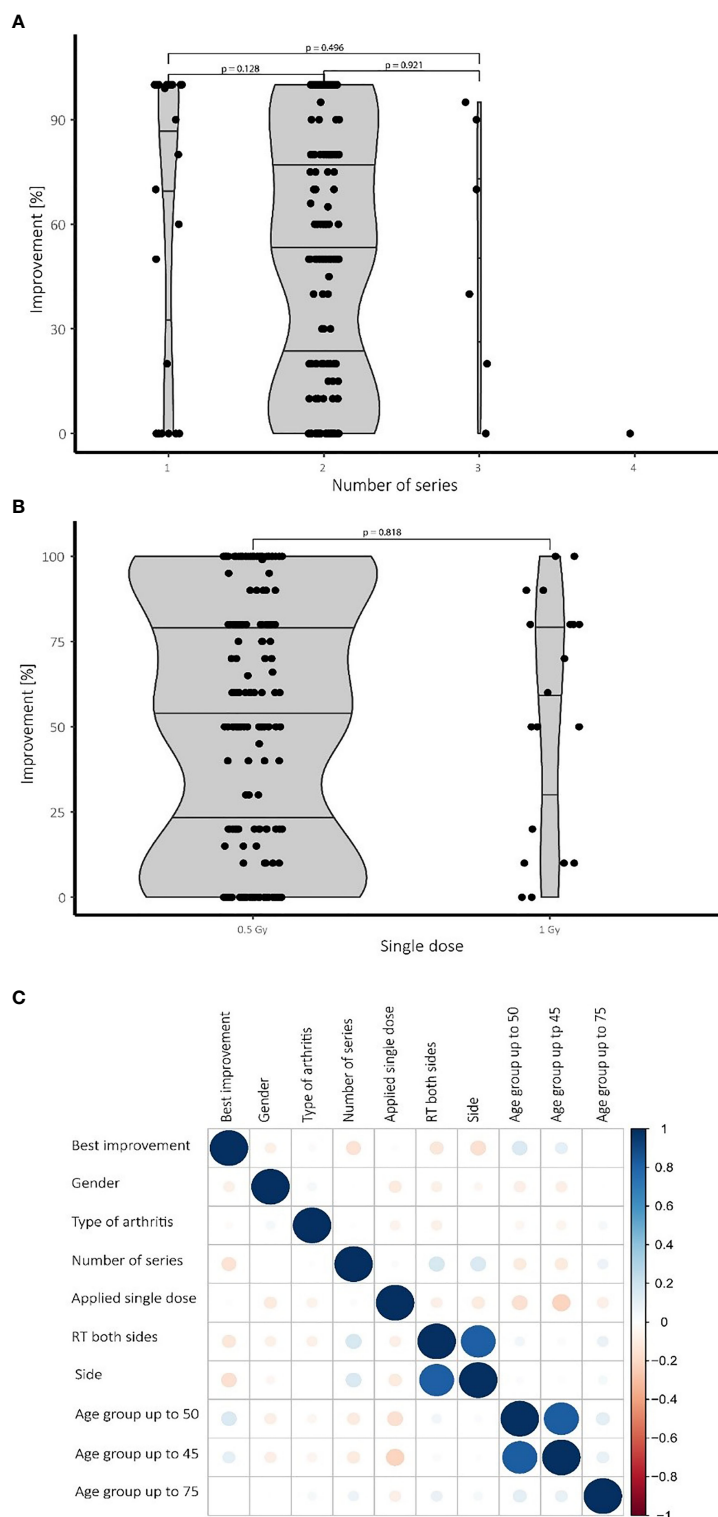 A
p = 0.496
p = 0.128
p = 0.921
90
60
30
0
Improvement [%]
1
2
3
4
Number of series
B
p = 0.818
100
75
50
25
0
Improvement [%]
0.5 Gy
1 Gy
Single dose
C
Best improvement
Gender
Type of arthritis
Number of series
Applied single dose
RT both sides
Side
Age group up to 50
Age group up tp 45
Age group up to 75
Best improvement
Gender
Type of arthritis
Number of series
Applied single dose
RT both sides
Side
Age group up to 50
Age group up to 45
Age group up to 75
1
0.8
0.6
0.4
0.2
0
−0.2
−0.4
−0.6
−0.8
−1